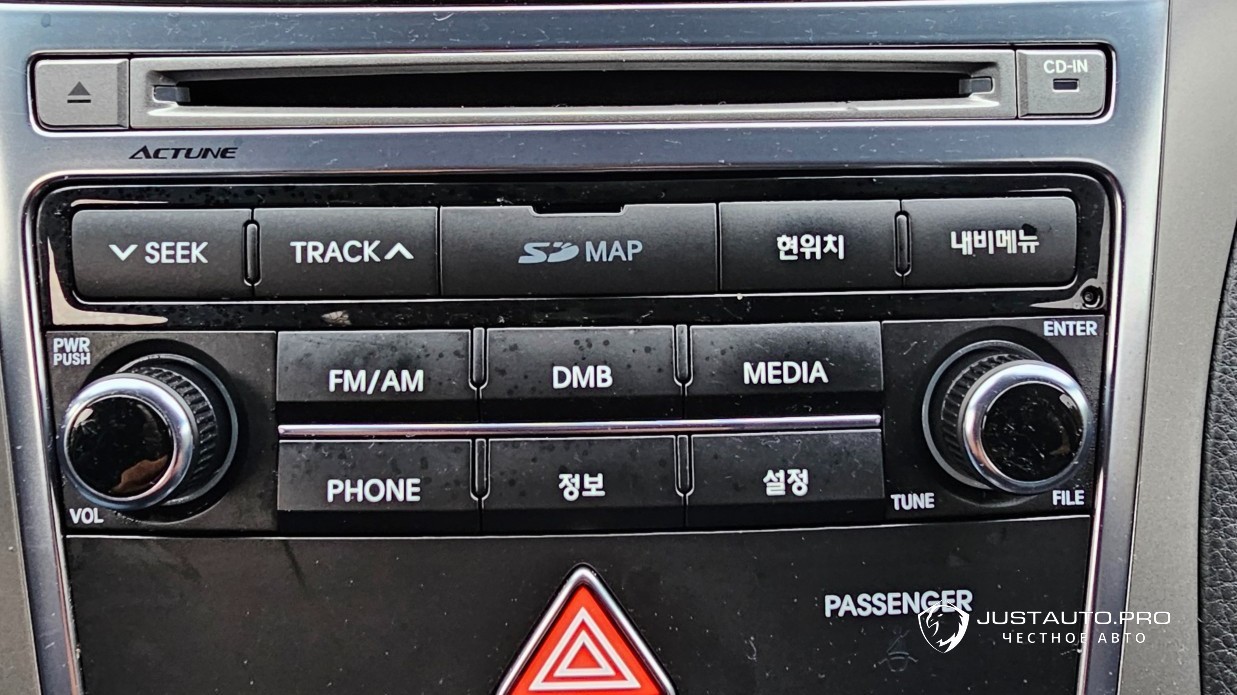 CD-IN
ACTUNE
SEEK TRACK SD MAP 현위치 내비메뉴
PWR
PUSH
ENTER
FM/AM DMB MEDIA
PHONE 정보 설정
VOL
TUNE
FILE
PASSENGER
JUSTAUTO.PRO
ЧЕСТНОЕ АВТО